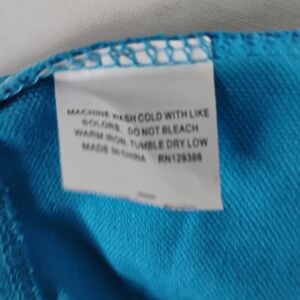 MACHINE WASH COLD WITH LIKE
COLORS. DO NOT BLEACH
WARM IRON. TUMBLE DRY LOW
MADE IN CHINA RN129386